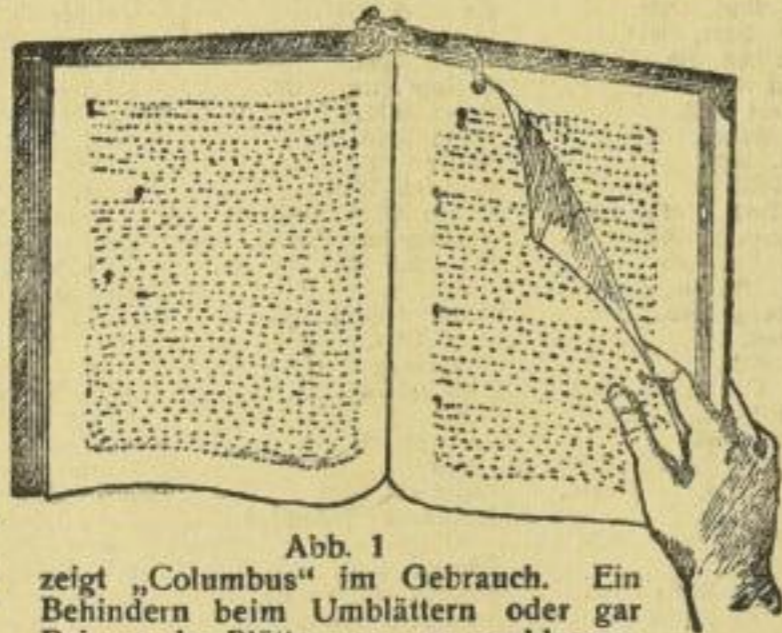 Abb. 1
zeigt „Columbus“ im Gebrauch. Ein
Behindern beim Umblättern oder gar